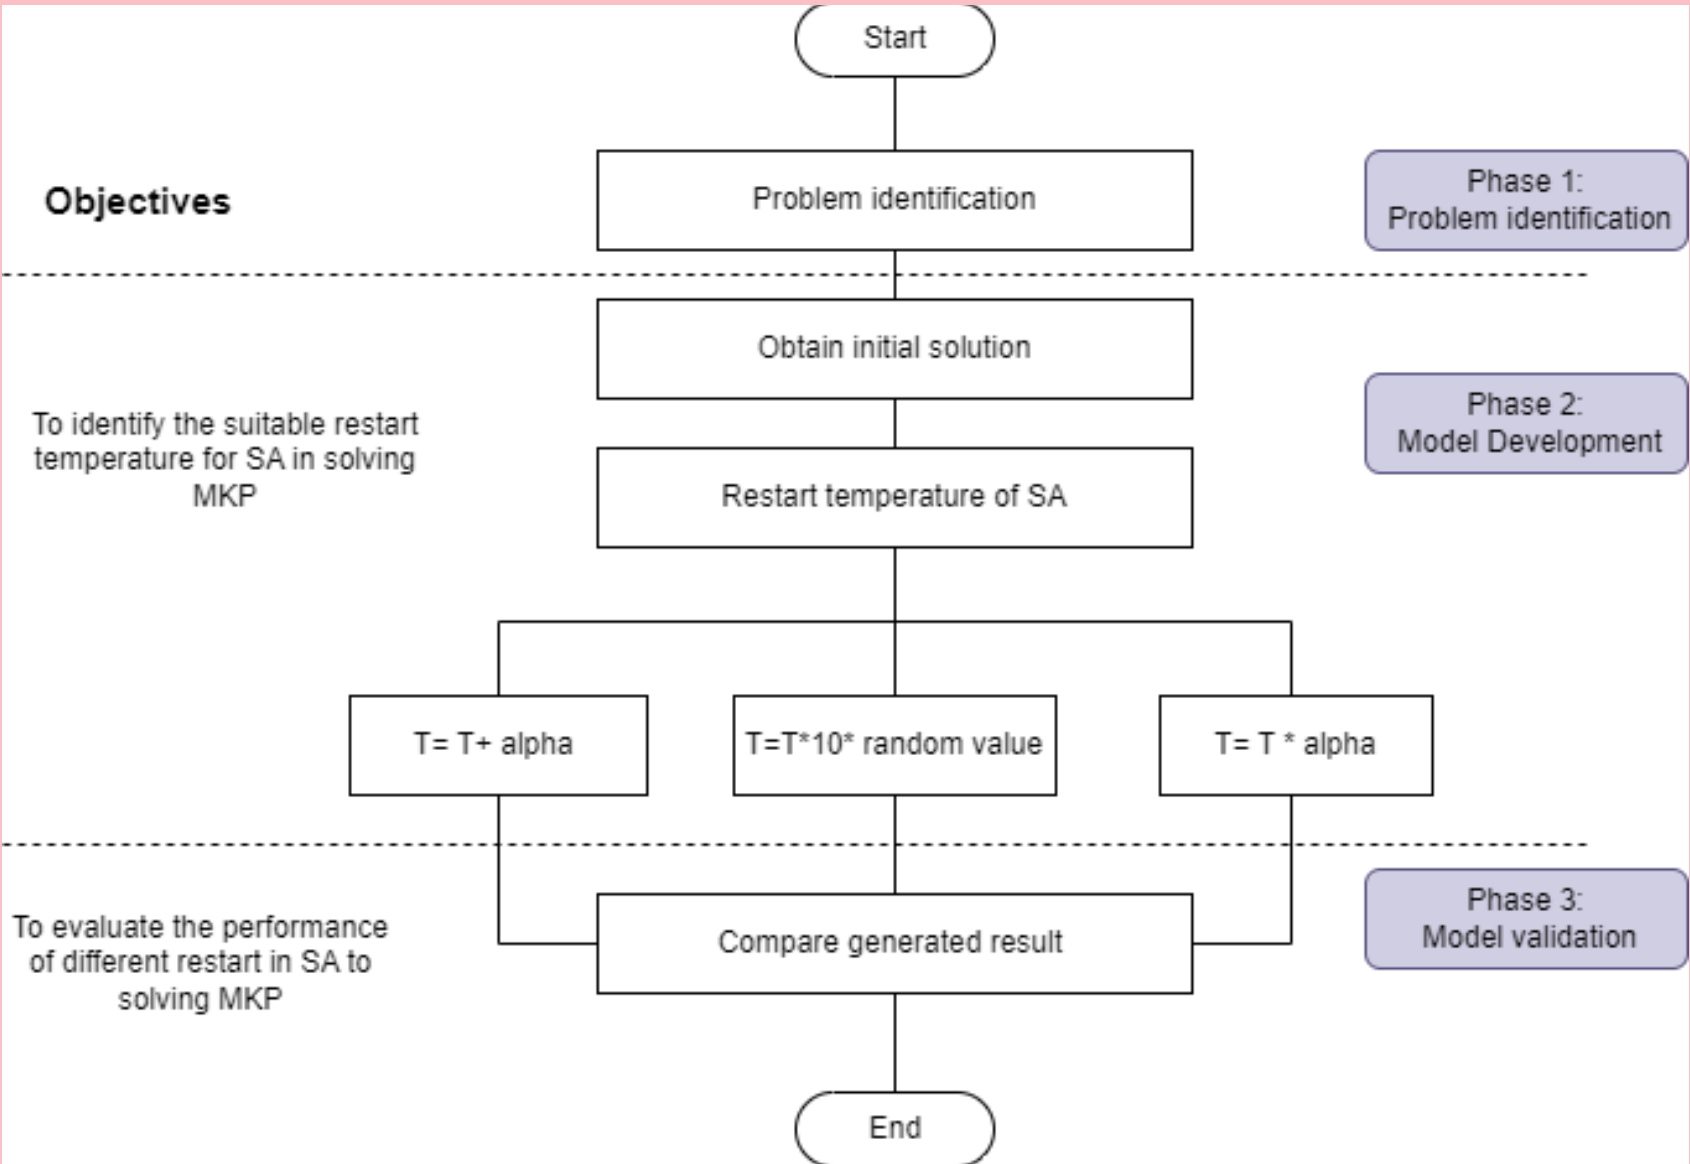 Start
Objectives
Problem identification
Phase 1:
Problem identification
Obtain initial solution
To identify the suitable restart
temperature for SA in solving
MKP
Phase 2:
Model Development
Restart temperature of SA
T= T+ alpha
T=T*10* random value
T= T * alpha
To evaluate the performance
of different restart in SA to
solving MKP
Compare generated result
Phase 3:
Model validation
End